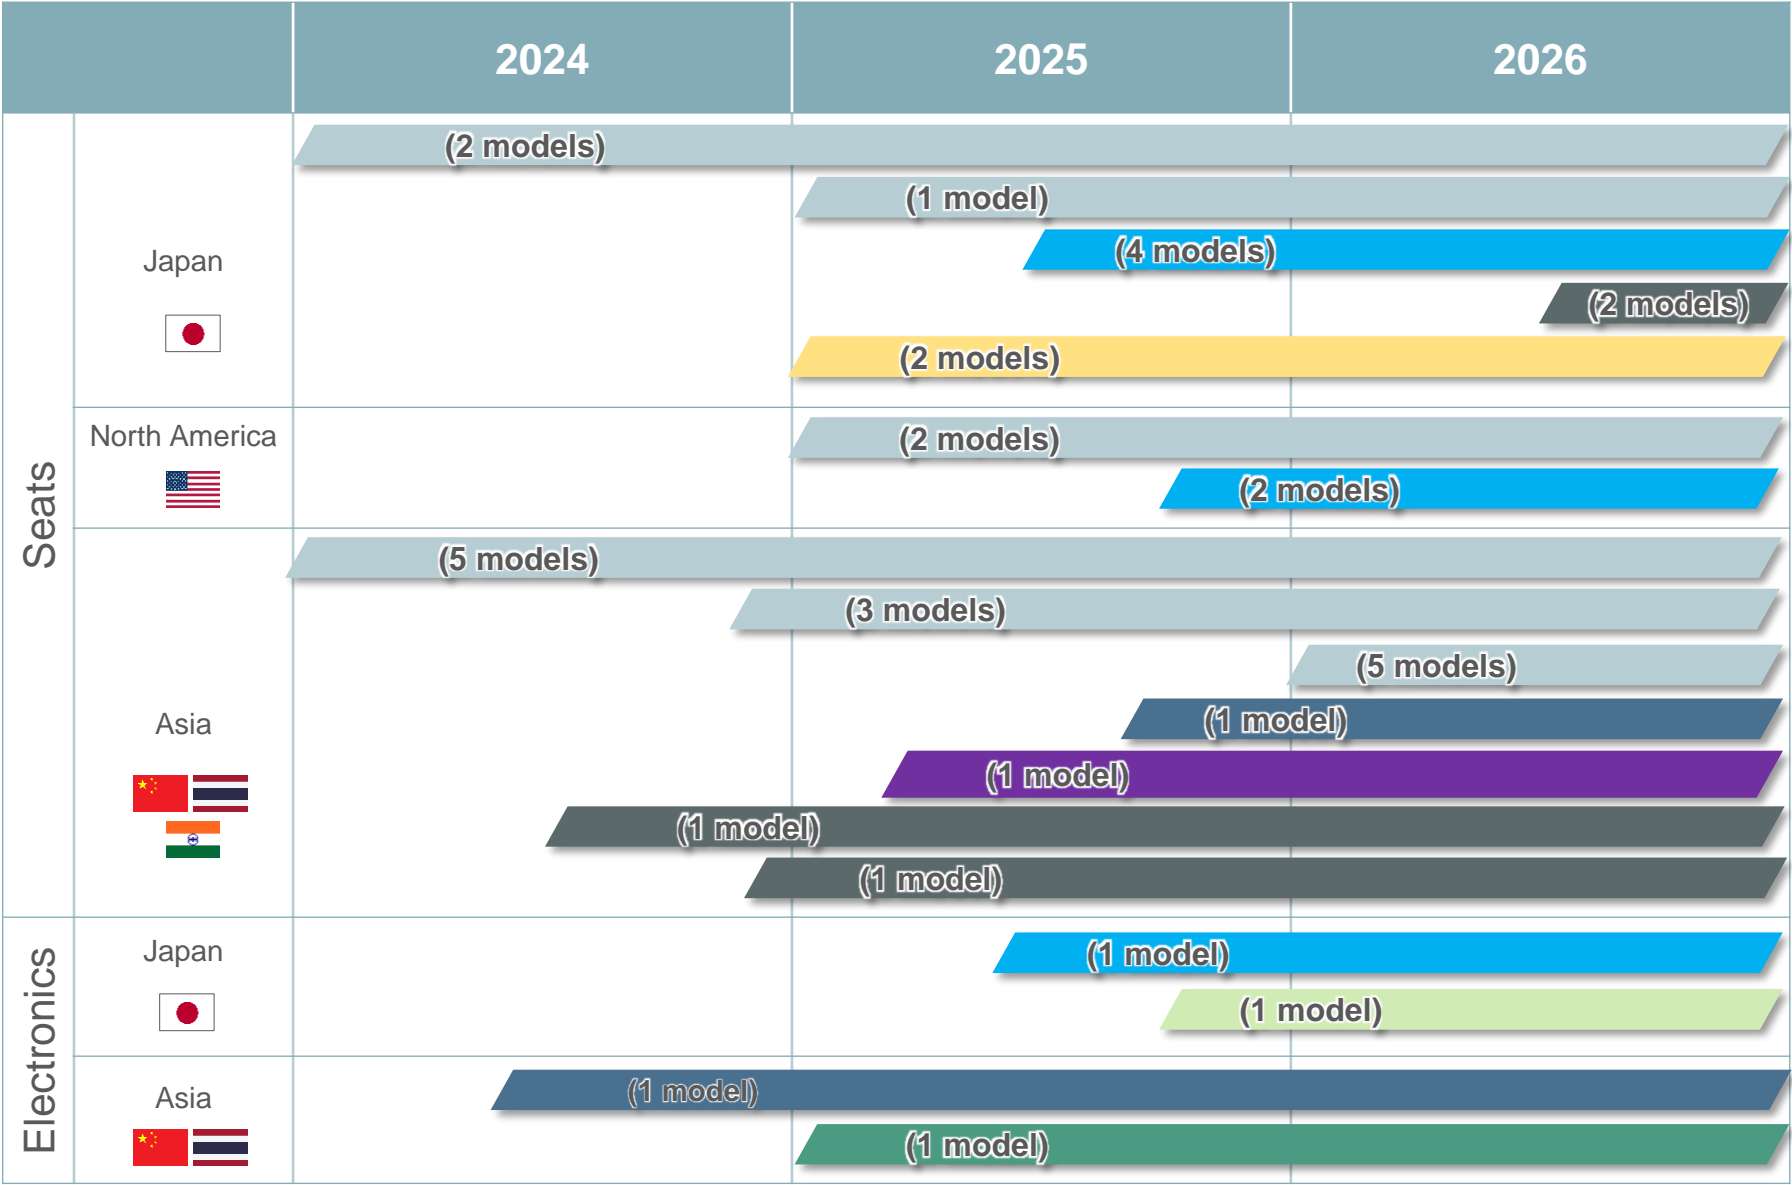 2024 2025 2026
Seats
Japan
(2 models)
(1 model)
(4 models)
(2 models)
(2 models)
North America
(2 models)
(2 models)
Asia
(5 models)
(3 models)
(5 models)
(1 model)
(1 model)
(1 model)
(1 model)
Electronics
Japan
(1 model)
(1 model)
Asia
(1 model)
(1 model)